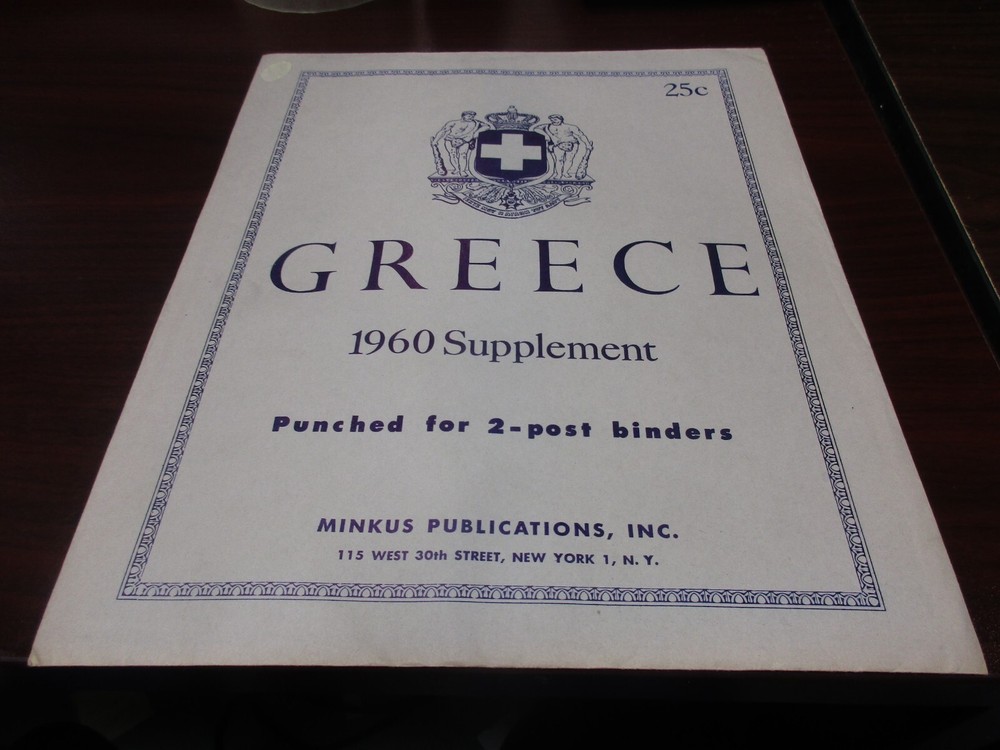 25c
GREECE
1960 Supplement
Punched for 2-post binders
MINKUS PUBLICATIONS, INC.
115 WEST 30th STREET, NEW YORK 1, N. Y.